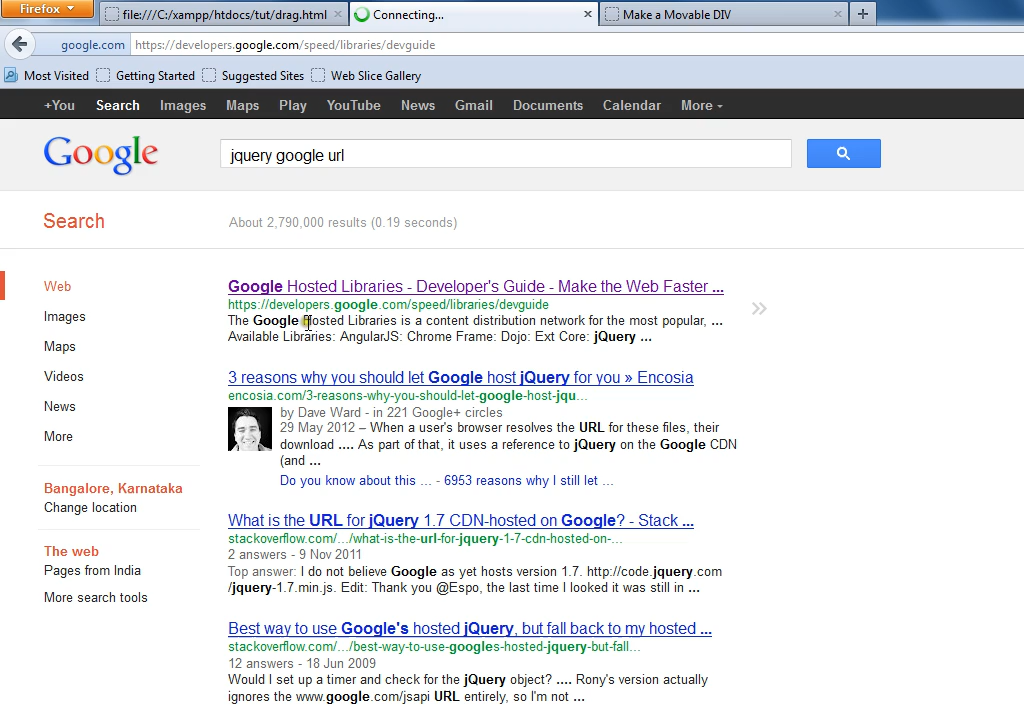 Firefox
file:///C:/xampp/htdocs/tut/drag.html
Connecting...
Make a Movable DIV
google.com
https://developers.google.com/speed/libraries/devguide
Most Visited
Getting Started
Suggested Sites
Web Slice Gallery
+You Search Images Maps Play YouTube News Gmail Documents Calendar More
Google
jquery google url
Search
About 2,790,000 results (0.19 seconds)
Web
Images
Maps
Videos
News
More
Bangalore, Karnataka
Change location
The web
Pages from India
More search tools
Google Hosted Libraries - Developer's Guide - Make the Web Faster ...
https://developers.google.com/speed/libraries/devguide
The Google Hosted Libraries is a content distribution network for the most popular, ...
Available Libraries: AngularJS: Chrome Frame: Dojo: Ext Core: jQuery ...
3 reasons why you should let Google host jQuery for you » Encosia
encosia.com/3-reasons-why-you-should-let-google-host-jqu...
by Dave Ward - in 221 Google+ circles
29 May 2012 – When a user's browser resolves the URL for these files, their
download .... As part of that, it uses a reference to jQuery on the Google CDN
(and ...
Do you know about this ... - 6953 reasons why I still let ...
What is the URL for jQuery 1.7 CDN-hosted on Google? - Stack ...
stackoverflow.com/.../what-is-the-url-for-jquery-1-7-cdn-hosted-on-...
2 answers - 9 Nov 2011
Top answer: I do not believe Google as yet hosts version 1.7. http://code.jquery.com
/jquery-1.7.min.js. Edit: Thank you @Espo, the last time I looked it was still in ...
Best way to use Google's hosted jQuery, but fall back to my hosted ...
stackoverflow.com/.../best-way-to-use-googles-hosted-jquery-but-fall...
12 answers - 18 Jun 2009
Would I set up a timer and check for the jQuery object? .... Rony's version actually
ignores the www.google.com/jsapi URL entirely, so I'm not ...